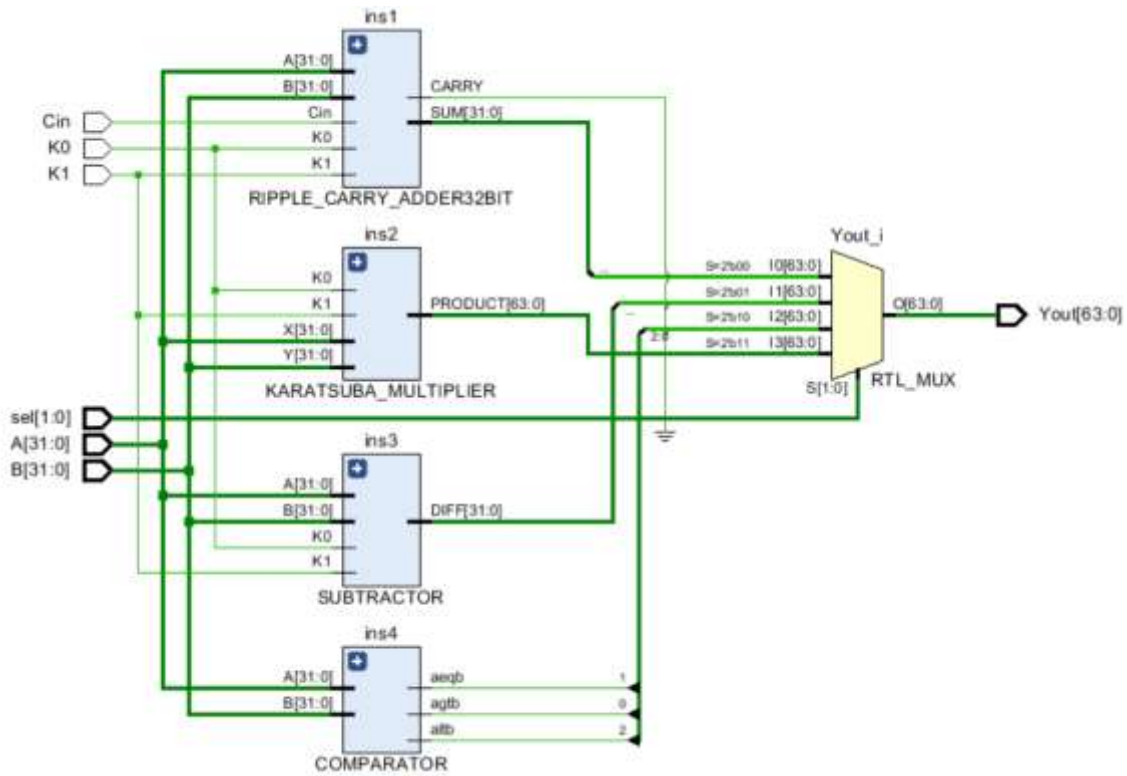 ins1
A[31:0]
B[31:0]
Cin
K0
K1
CARRY
SUM[31:0]
RIPPLE_CARRY_ADDER32BIT
Cin
K0
K1
ins2
K0
K1
X[31:0]
Y[31:0]
PRODUCT[63:0]
KARATSUBA_MULTIPLIER
sel[1:0]
A[31:0]
B[31:0]
ins3
A[31:0]
B[31:0]
K0
K1
DIFF[31:0]
SUBTRACTOR
ins4
A[31:0]
B[31:0]
aeqb
agtb
altb
1
0
2
COMPARATOR
Yout_i
S=2'b00 I0[63:0]
S=2'b01 I1[63:0]
S=2'b10 I2[63:0]
2:0
S=2'b11 I3[63:0]
S[1:0]
RTL_MUX
O[63:0]
Yout[63:0]